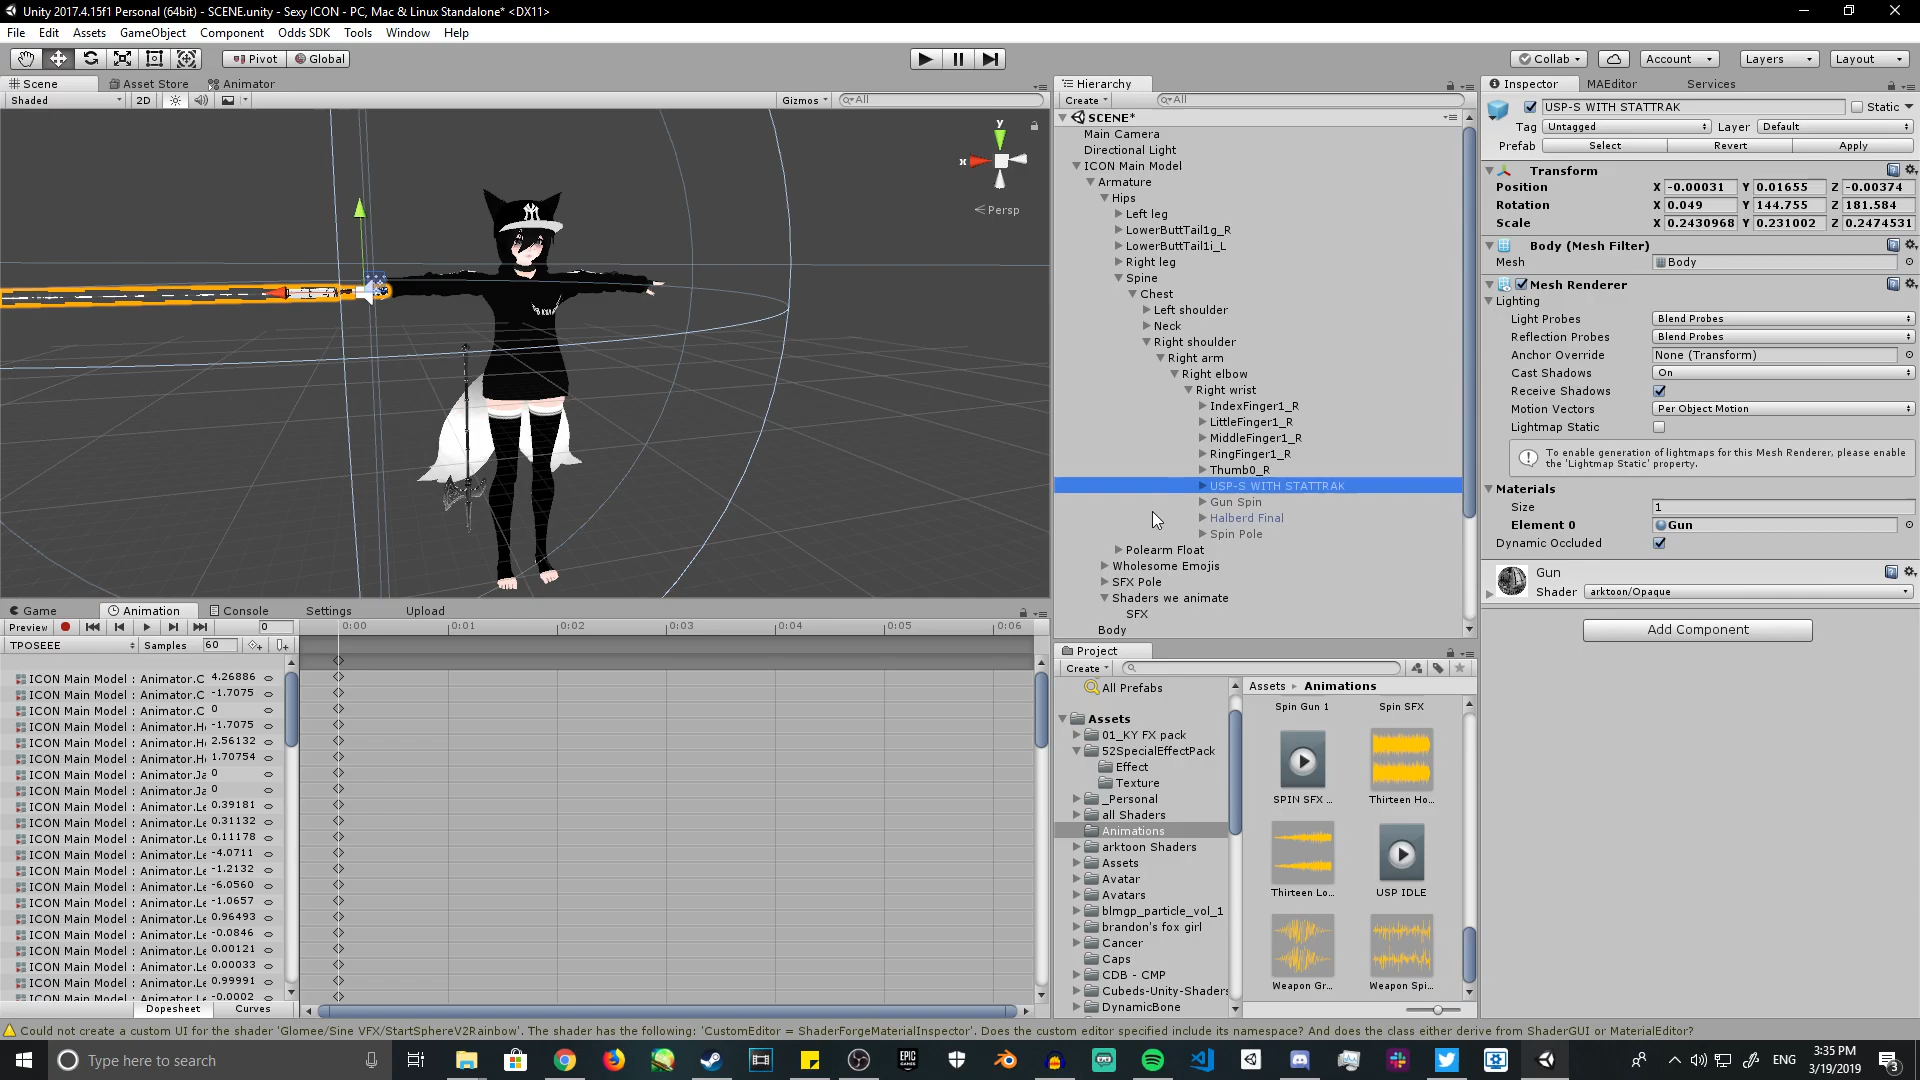 Unity 2017.4.15f1 Personal (64bit) - SCENE.unity - Sexy ICON - PC, Mac & Linux Standalone* <DX11>
File Edit Assets GameObject Component Odds SDK Tools Window Help
Pivot Global Collab Account Layers Layout
Scene Asset Store Animator
Shaded 2D Gizmos All
y
x
Persp
Hierarchy
Create All
SCENE*
Main Camera
Directional Light
ICON Main Model
Armature
Hips
Left leg
LowerButtTail1g_R
LowerButtTail1i_L
Right leg
Spine
Chest
Left shoulder
Neck
Right shoulder
Right arm
Right elbow
Right wrist
IndexFinger1_R
LittleFinger1_R
MiddleFinger1_R
RingFinger1_R
Thumb0_R
USP-S WITH STATTRAK
Gun Spin
Halberd Final
Spin Pole
Polearm Float
Wholesome Emojis
SFX Pole
Shaders we animate
SFX
Body
Inspector MAEditor Services
USP-S WITH STATTRAK Static
Tag Untagged Layer Default
Prefab Select Revert Apply
Transform
Position X -0.00031 Y 0.01655 Z -0.00374
Rotation X 0.049 Y 144.755 Z 181.584
Scale X 0.2430968 Y 0.231002 Z 0.2474531
Body (Mesh Filter)
Mesh Body
Mesh Renderer
Lighting
Light Probes Blend Probes
Reflection Probes Blend Probes
Anchor Override None (Transform)
Cast Shadows On
Receive Shadows
Motion Vectors Per Object Motion
Lightmap Static
To enable generation of lightmaps for this Mesh Renderer, please enable
the 'Lightmap Static' property.
Materials
Size 1
Element 0 Gun
Dynamic Occluded
Gun
Shader arktoon/Opaque
Add Component
Game Animation Console Settings Upload
Preview 0 0:00 0:01 0:02 0:03 0:04 0:05 0:06
TPOSEEE Samples 60
ICON Main Model : Animator.C 4.26886
ICON Main Model : Animator.C -1.7075
ICON Main Model : Animator.C 0
ICON Main Model : Animator.He -1.7075
ICON Main Model : Animator.He 2.56132
ICON Main Model : Animator.He 1.70754
ICON Main Model : Animator.Ja 0
ICON Main Model : Animator.Ja 0
ICON Main Model : Animator.Le 0.39181
ICON Main Model : Animator.Le 0.31132
ICON Main Model : Animator.Le 0.11178
ICON Main Model : Animator.Le -4.0711
ICON Main Model : Animator.Le -1.2132
ICON Main Model : Animator.Le -6.0560
ICON Main Model : Animator.Le -1.0657
ICON Main Model : Animator.Le 0.96493
ICON Main Model : Animator.Le -0.0846
ICON Main Model : Animator.Le 0.00121
ICON Main Model : Animator.Le 0.00033
ICON Main Model : Animator.Le 0.99991
ICON Main Model : Animator.Le -0.0002
Dopesheet Curves
Project
Create
All Prefabs
Assets
01_KY FX pack
52SpecialEffectPack
Effect
Texture
_Personal
all Shaders
Animations
arktoon Shaders
Assets
Avatar
Avatars
blmgp_particle_vol_1
brandon's fox girl
Cancer
Caps
CDB - CMP
Cubeds-Unity-Shaders
DynamicBone
Assets Animations
Spin Gun 1 Spin SFX
SPIN SFX ... Thirteen Ho...
Thirteen Lo... USP IDLE
Weapon Gr... Weapon Spi...
Could not create a custom UI for the shader 'Glomee/Sine VFX/StartSphereV2Rainbow'. The shader has the following: 'CustomEditor = ShaderForgeMaterialInspector'. Does the custom editor specified include its namespace? And does the class either derive from ShaderGUI or MaterialEditor?
Type here to search
EPIC
ENG
3:35 PM
3/19/2019
3